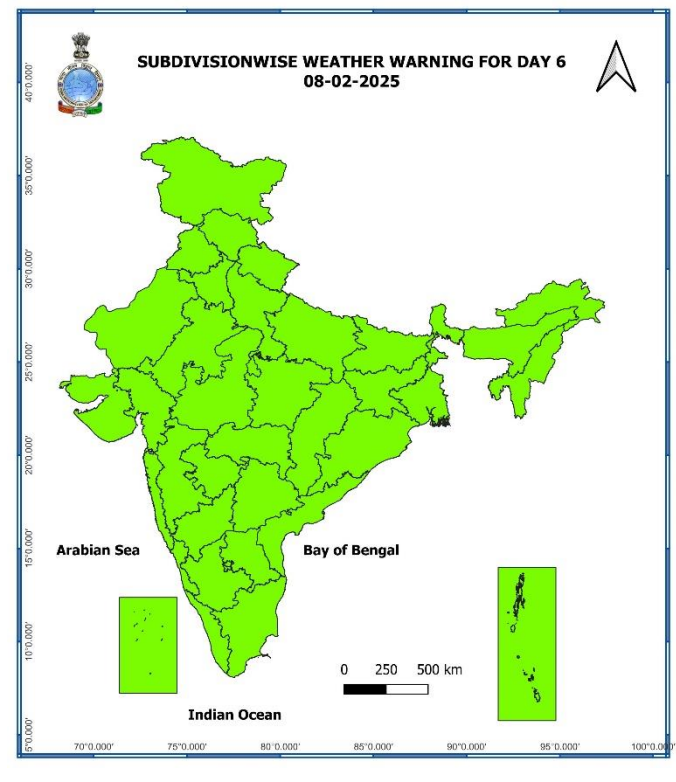 SUBDIVISIONWISE WEATHER WARNING FOR DAY 6
08-02-2025
40°0.000'
35°0.000'
30°0.000'
25°0.000'
20°0.000'
15°0.000'
10°0.000'
5°0.000'
Arabian Sea
Bay of Bengal
0 250 500 km
Indian Ocean
70°0.000' 75°0.000' 80°0.000' 85°0.000' 90°0.000' 95°0.000' 100°0.000'